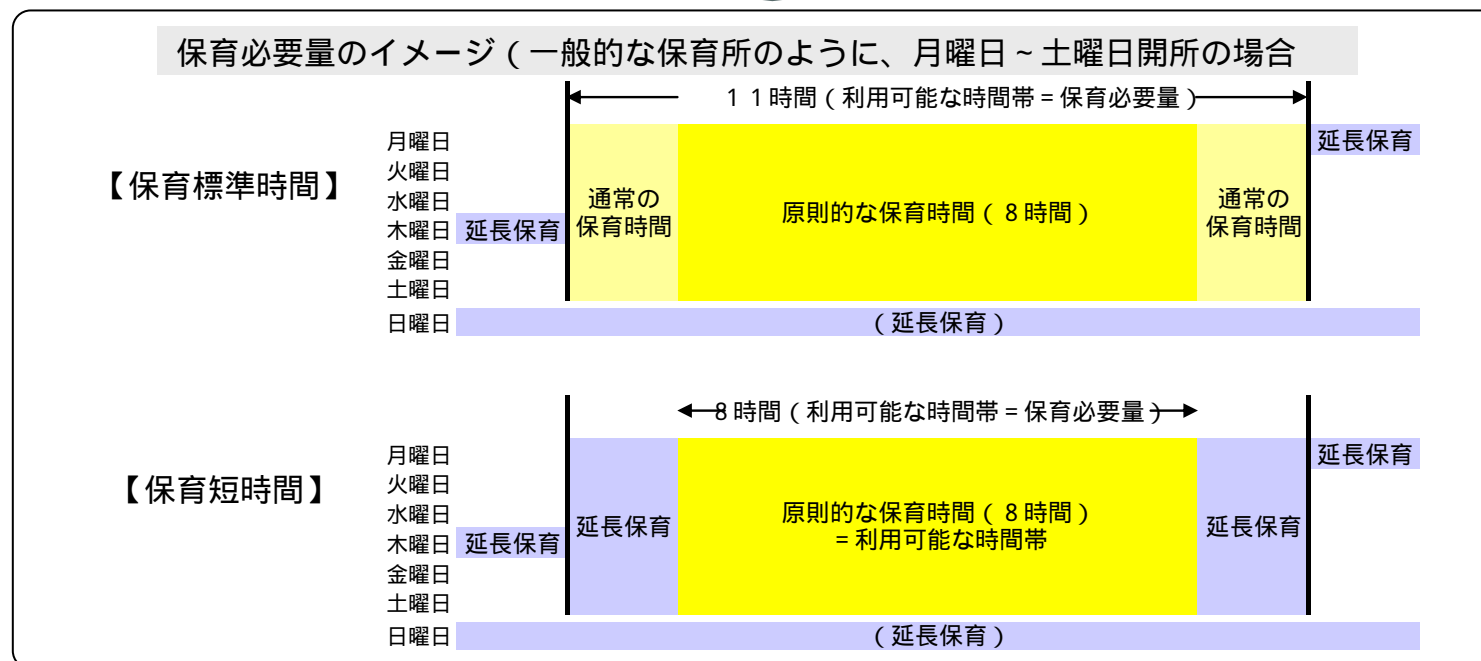 保育必要量のイメージ(一般的な保育所のように、月曜日~土曜日開所の場合
11時間(利用可能な時間帯=保育必要量)
【保育標準時間】
月曜日
火曜日
水曜日
木曜日
金曜日
土曜日
日曜日
延長保育
通常の
保育時間
原則的な保育時間(8時間)
通常の
保育時間
延長保育
(延長保育)
8時間(利用可能な時間帯=保育必要量)
【保育短時間】
月曜日
火曜日
水曜日
木曜日
金曜日
土曜日
日曜日
延長保育
延長保育
原則的な保育時間(8時間)
=利用可能な時間帯
延長保育
延長保育
(延長保育)